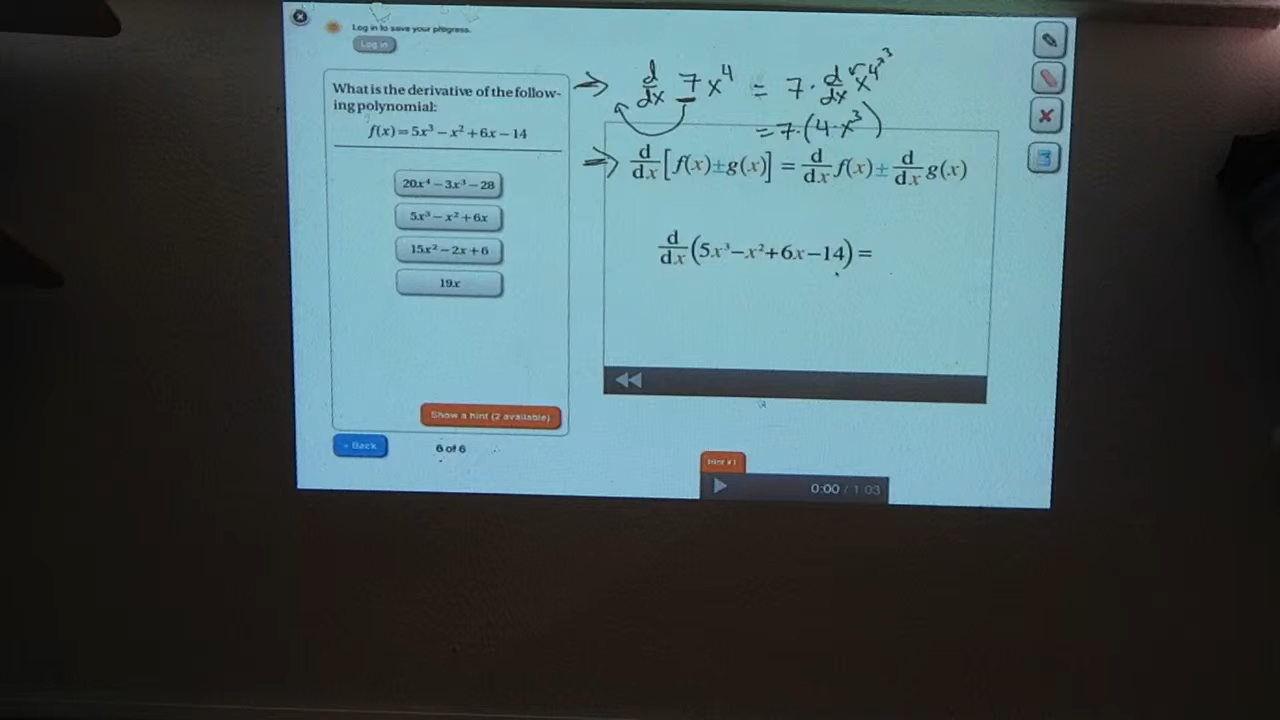 Log in to save your progress.
Log in
What is the derivative of the follow-
ing polynomial:
f(x) = 5x³ − x² + 6x − 14
20x⁴ − 3x³ − 28
5x³ − x² + 6x
15x² − 2x + 6
19x
Show a hint (2 available)
« Back
6 of 6
d/dx 7x⁴ = 7 · d/dx x⁴
= 7·(4·x³)
d/dx [f(x) ± g(x)] = d/dx f(x) ± d/dx g(x)
d/dx (5x³−x²+6x−14) =
Hint #1
0:00 / 1:03